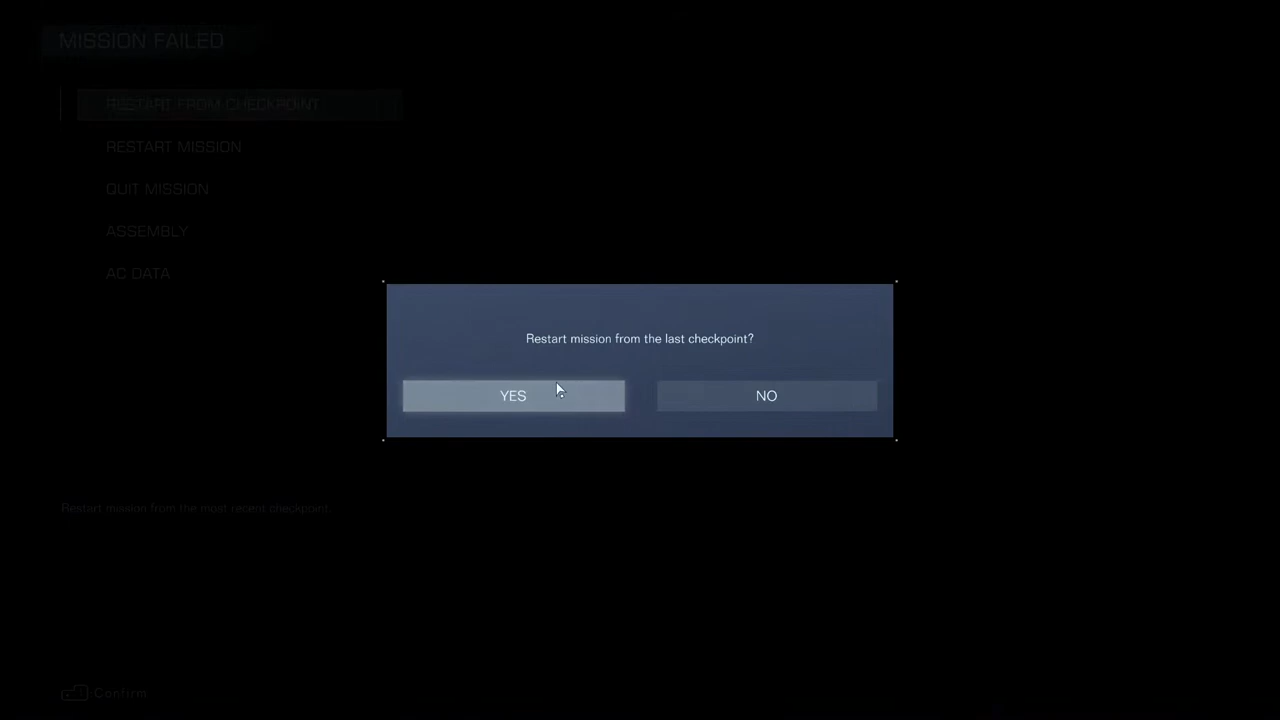 MISSION FAILED
RESTART FROM CHECKPOINT
RESTART MISSION
QUIT MISSION
ASSEMBLY
AC DATA
Restart mission from the last checkpoint?
YES NO
Restart mission from the most recent checkpoint.
Confirm